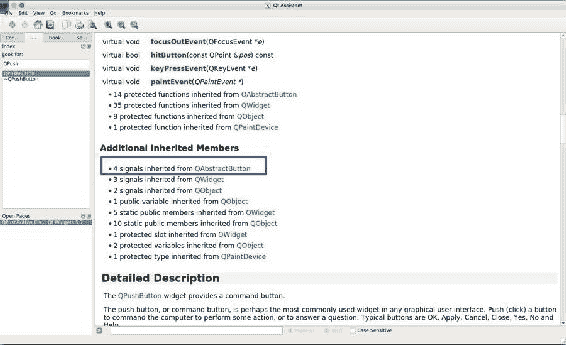 Qt Assistant
File Edit View Go Bookmarks Help
Index
Look for:
QPush
~QPushButton
Open Pages
virtual void focusOutEvent(QFocusEvent *e)
virtual bool hitButton(const QPoint &pos) const
virtual void keyPressEvent(QKeyEvent *e)
virtual void paintEvent(QPaintEvent *)
• 14 protected functions inherited from QAbstractButton
• 35 protected functions inherited from QWidget
• 9 protected functions inherited from QObject
• 1 protected function inherited from QPaintDevice
Additional Inherited Members
• 4 signals inherited from QAbstractButton
• 3 signals inherited from QWidget
• 2 signals inherited from QObject
• 1 public variable inherited from QObject
• 5 static public members inherited from QWidget
• 10 static public members inherited from QObject
• 1 protected slot inherited from QWidget
• 2 protected variables inherited from QObject
• 1 protected type inherited from QPaintDevice
Detailed Description
The QPushButton widget provides a command button.
The push button, or command button, is perhaps the most commonly used widget in any graphical user interface. Push (click) a button
to command the computer to perform some action, or to answer a question. Typical buttons are OK, Apply, Cancel, Close, Yes, No and
Help.
Case Sensitive